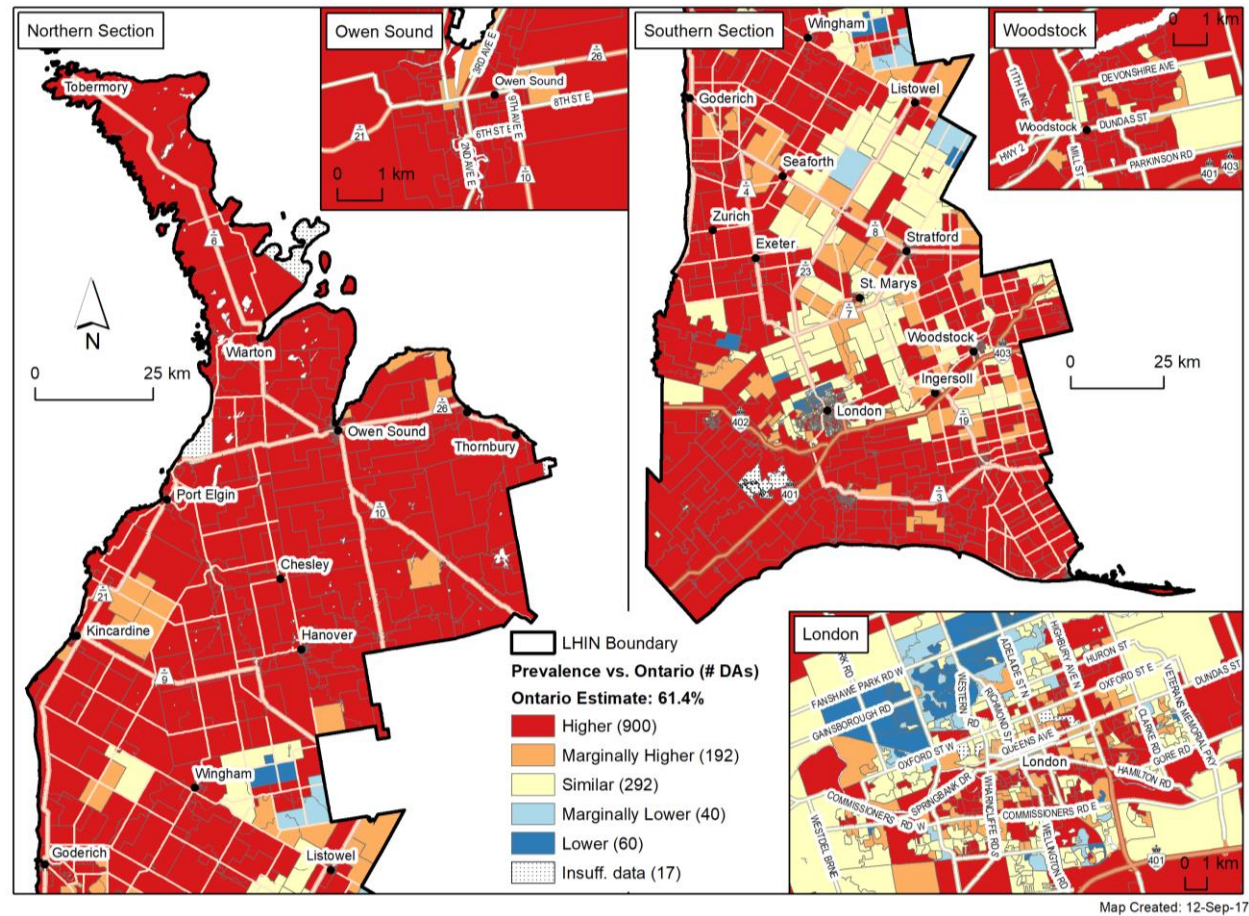 Northern Section
Tobermory
6
N
0 25 km
Wiarton
Owen Sound
26
Thornbury
Port Elgin
10
Chesley
21
Kincardine
Hanover
9
Wingham
Goderich
Listowel
Owen Sound
3RD AVE E
26
Owen Sound
8TH ST E
9TH AVE E
6TH ST E
21
2ND AVE E
10
0 1 km
LHIN Boundary
Prevalence vs. Ontario (# DAs)
Ontario Estimate: 61.4%
Higher (900)
Marginally Higher (192)
Similar (292)
Marginally Lower (40)
Lower (60)
Insuff. data (17)
Southern Section
Wingham
Goderich
Listowel
Seaforth
4
Zurich
8
Stratford
Exeter
23
St. Marys
7
Woodstock
403
0 25 km
Ingersoll
London
402
19
401
3
Woodstock
0 1 km
11TH LINE
DEVONSHIRE AVE
Woodstock
DUNDAS ST
HWY 2
MILL ST
PARKINSON RD
401
403
London
PARK RD
FANSHAWE PARK RD W
GAINSBOROUGH RD
WESTERN RD
ADELAIDE ST N
HIGHBURY AVE N
HURON ST
OXFORD ST E
DUNDAS ST
VETERANS MEMORIAL PKY
RICHMOND ST
QUEENS AVE
CLARKE RD
GORE RD
OXFORD ST W
London
HAMILTON RD
SPRINGBANK DR
COMMISSIONERS RD W
WHARNCLIFFE RD S
COMMISSIONERS RD E
WELLINGTON RD
WESTDEL BRNE
401
0 1 km
Map Created: 12-Sep-17